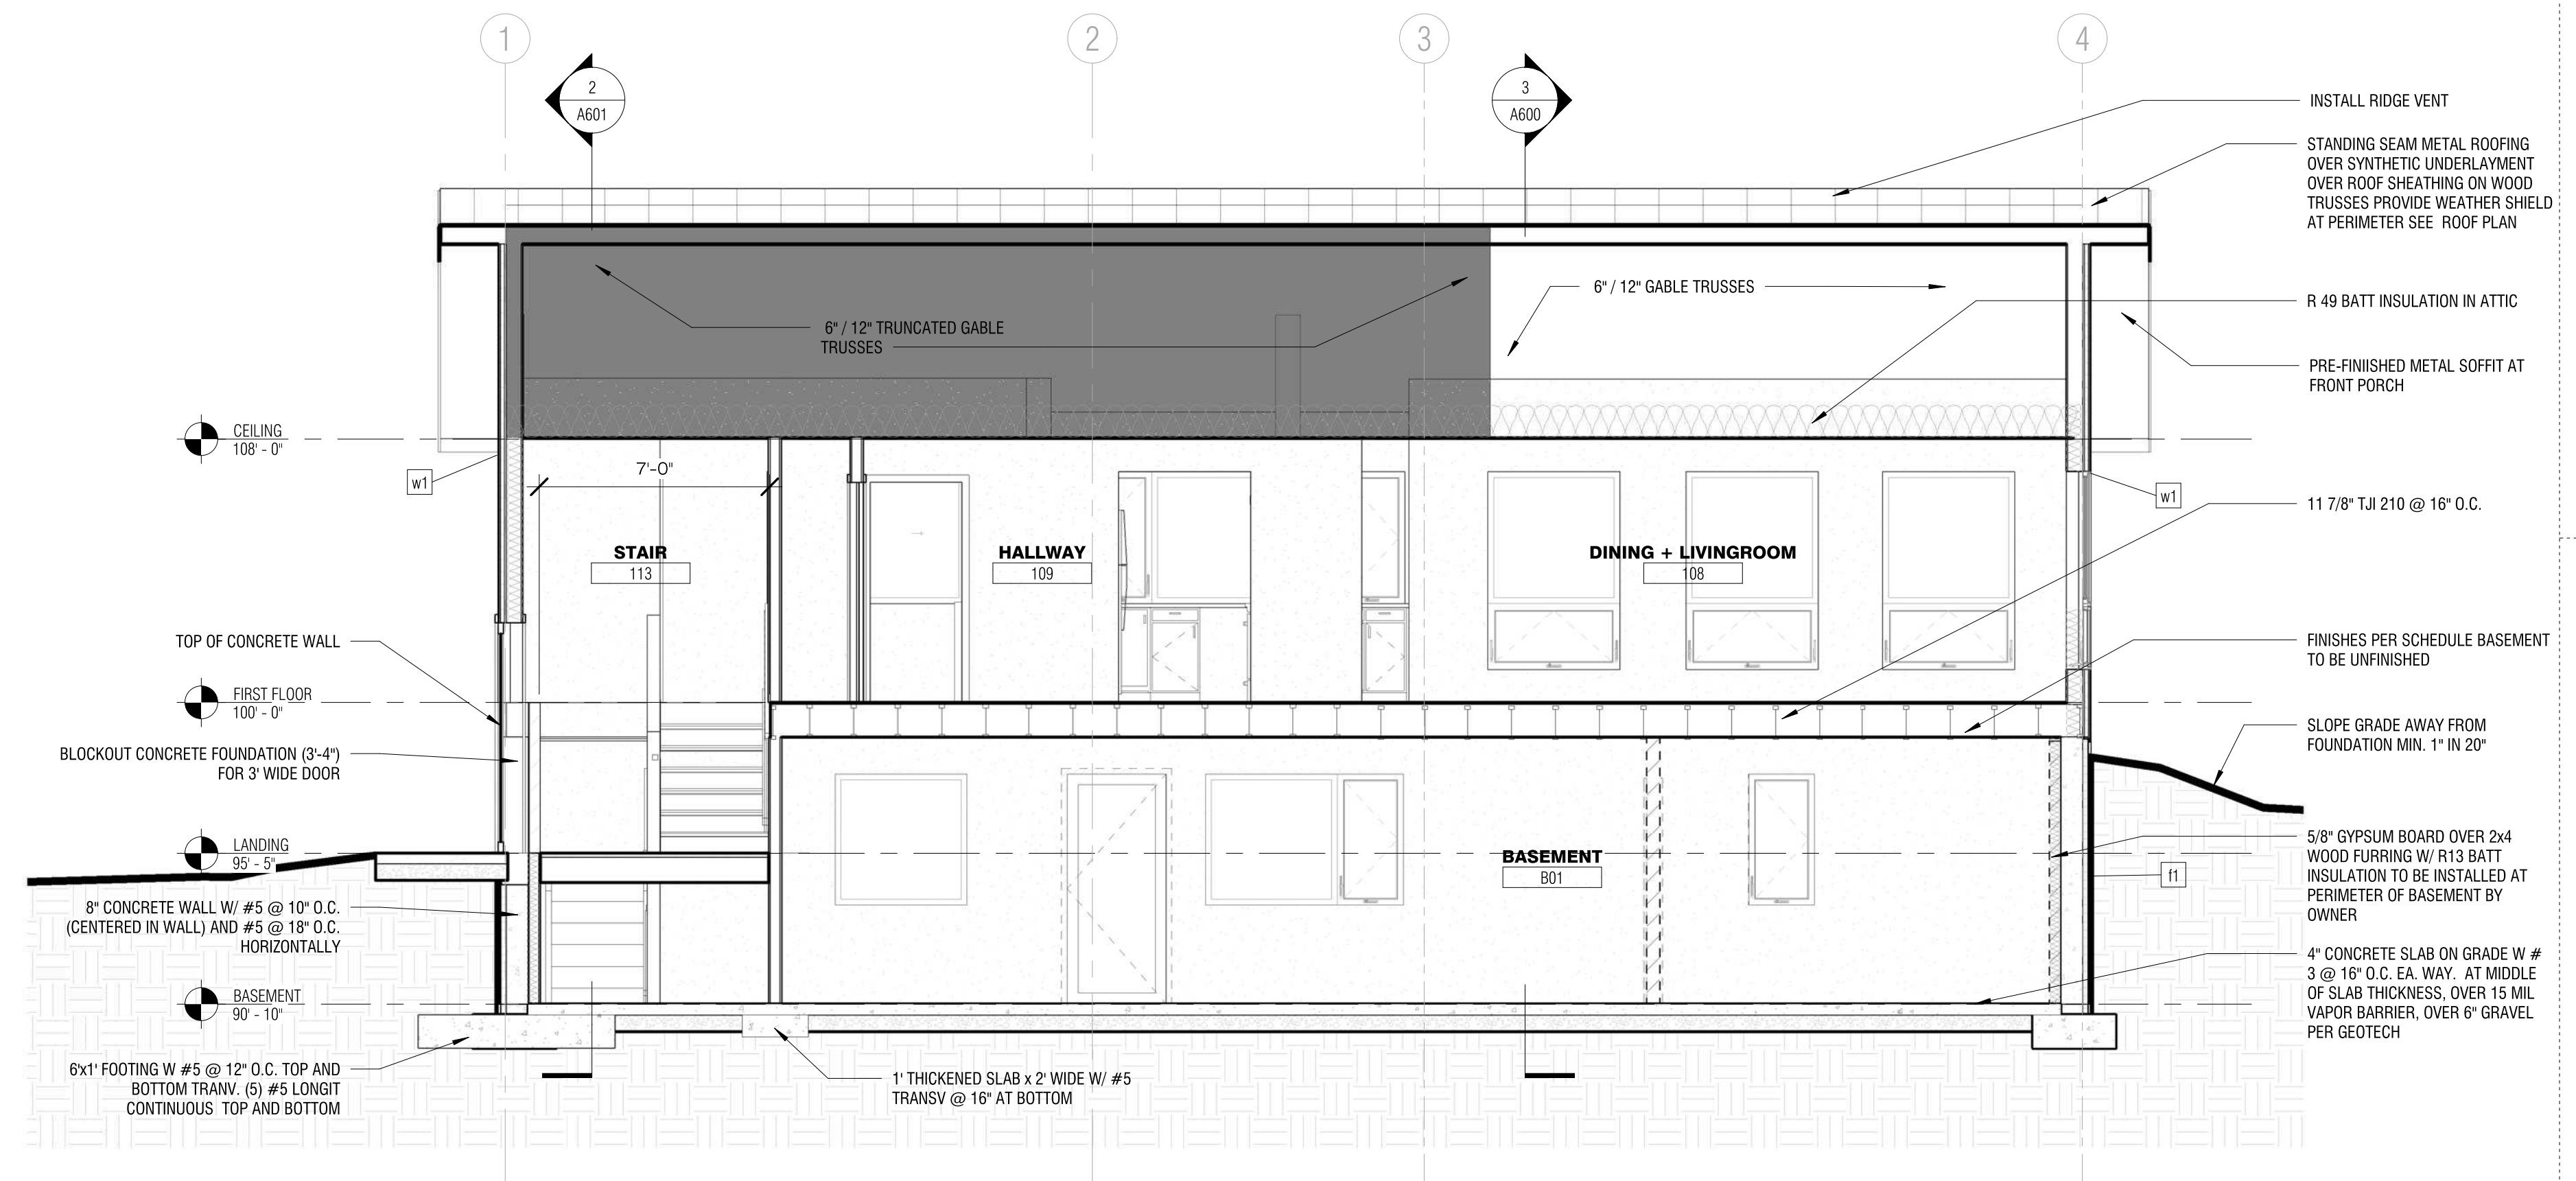 1
2
3
4
2
A601
3
A600
INSTALL RIDGE VENT
STANDING SEAM METAL ROOFING
OVER SYNTHETIC UNDERLAYMENT
OVER ROOF SHEATHING ON WOOD
TRUSSES PROVIDE WEATHER SHIELD
AT PERIMETER SEE ROOF PLAN
6" / 12" GABLE TRUSSES
R 49 BATT INSULATION IN ATTIC
6" / 12" TRUNCATED GABLE
TRUSSES
PRE-FINIISHED METAL SOFFIT AT
FRONT PORCH
CEILING
108' - 0"
w1
7'-0"
w1
11 7/8" TJI 210 @ 16" O.C.
STAIR
113
HALLWAY
109
DINING + LIVINGROOM
108
TOP OF CONCRETE WALL
FINISHES PER SCHEDULE BASEMENT
TO BE UNFINISHED
FIRST FLOOR
100' - 0"
BLOCKOUT CONCRETE FOUNDATION (3'-4")
FOR 3' WIDE DOOR
SLOPE GRADE AWAY FROM
FOUNDATION MIN. 1" IN 20"
LANDING
95' - 5"
BASEMENT
B01
5/8" GYPSUM BOARD OVER 2x4
WOOD FURRING W/ R13 BATT
INSULATION TO BE INSTALLED AT
PERIMETER OF BASEMENT BY
OWNER
f1
8" CONCRETE WALL W/ #5 @ 10" O.C.
(CENTERED IN WALL) AND #5 @ 18" O.C.
HORIZONTALLY
4" CONCRETE SLAB ON GRADE W #
3 @ 16" O.C. EA. WAY. AT MIDDLE
OF SLAB THICKNESS, OVER 15 MIL
VAPOR BARRIER, OVER 6" GRAVEL
PER GEOTECH
BASEMENT
90' - 10"
6'x1' FOOTING W #5 @ 12" O.C. TOP AND
BOTTOM TRANV. (5) #5 LONGIT
CONTINUOUS TOP AND BOTTOM
1' THICKENED SLAB x 2' WIDE W/ #5
TRANSV @ 16" AT BOTTOM